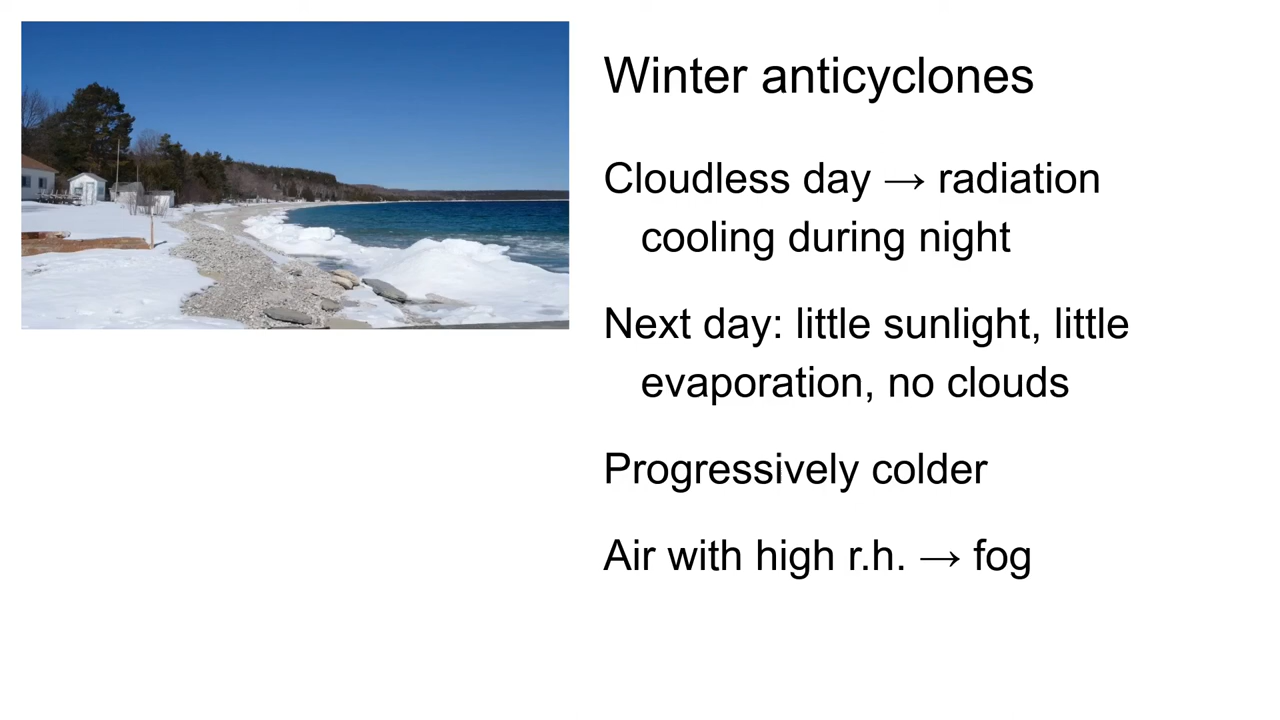 Winter anticyclones
Cloudless day → radiation
cooling during night
Next day: little sunlight, little
evaporation, no clouds
Progressively colder
Air with high r.h. → fog